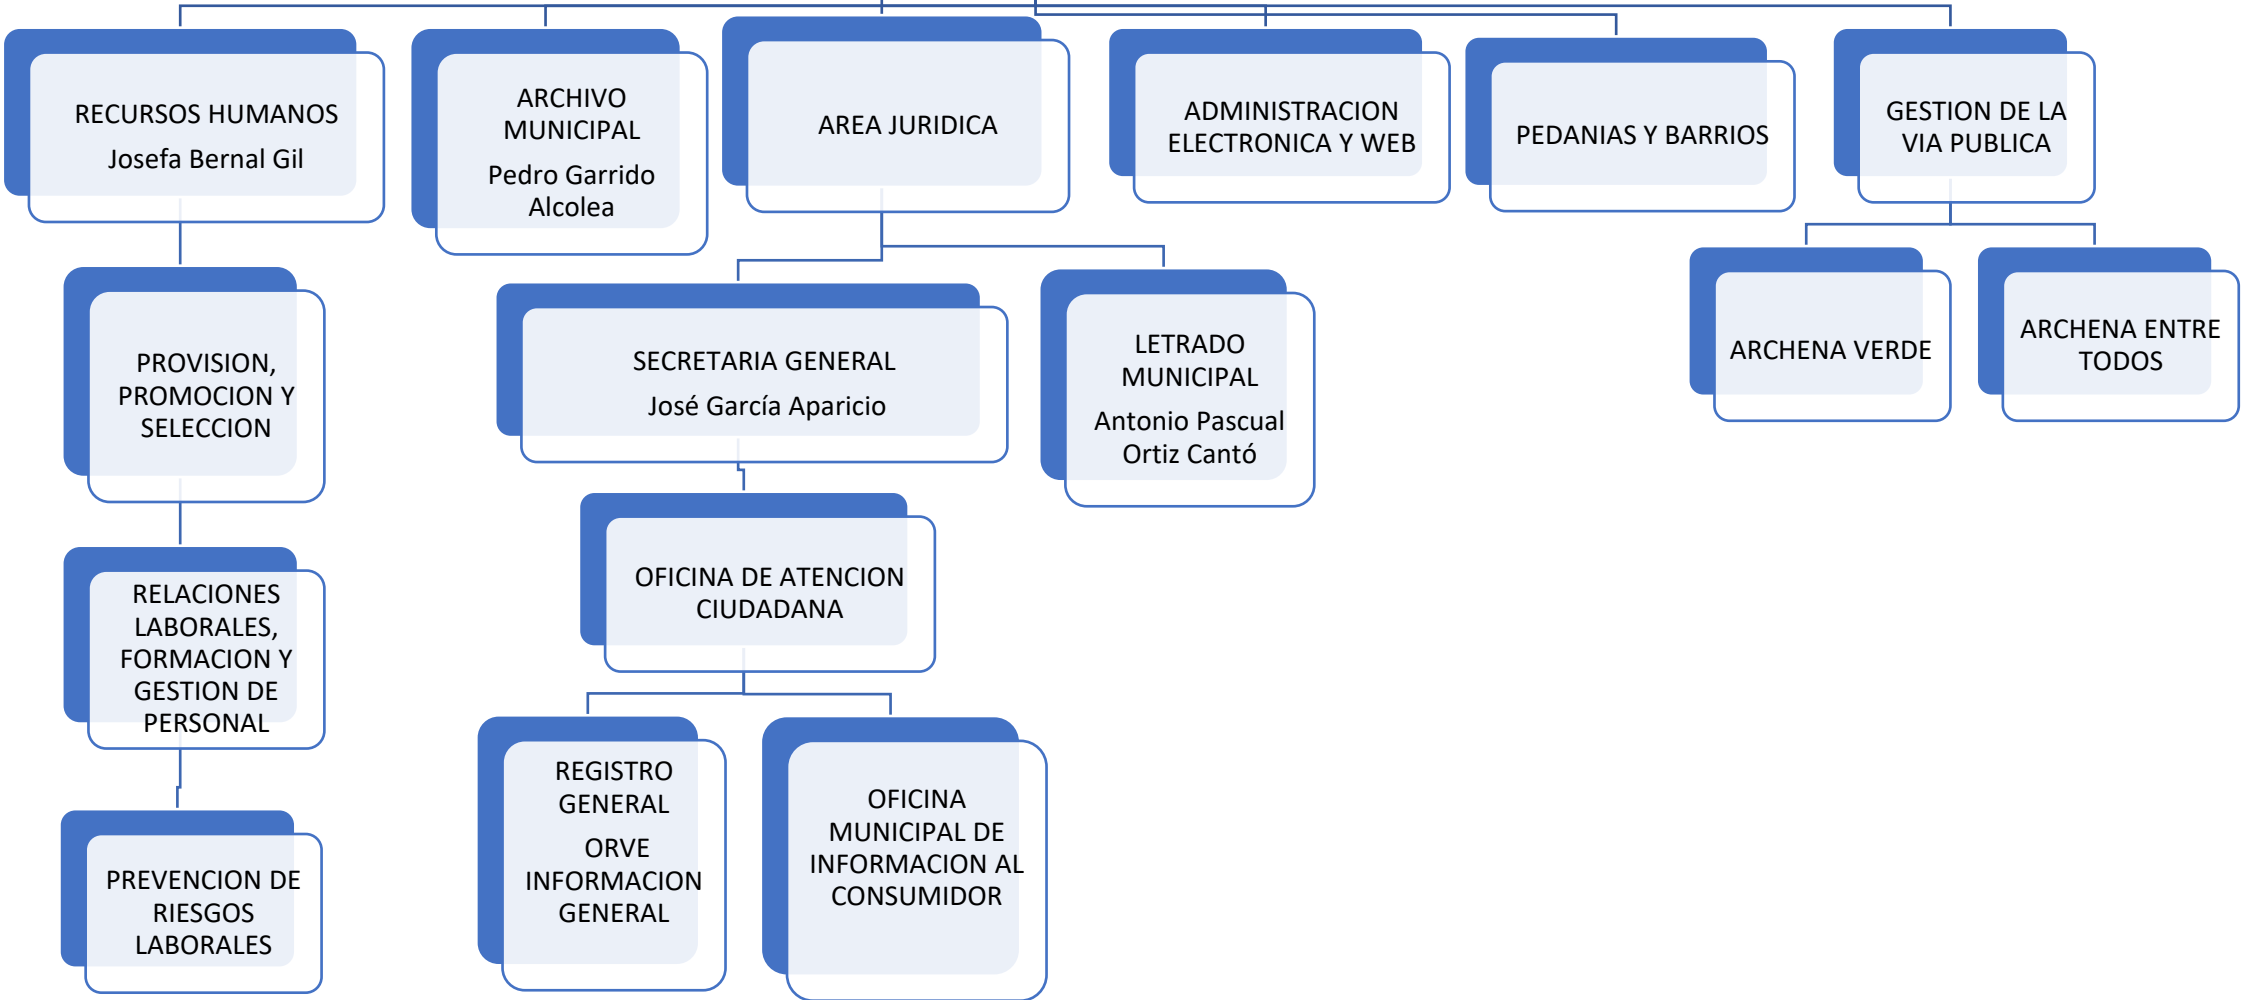 RECURSOS HUMANOS
Josefa Bernal Gil
ARCHIVO
MUNICIPAL
Pedro Garrido
Alcolea
AREA JURIDICA
ADMINISTRACION
ELECTRONICA Y WEB
PEDANIAS Y BARRIOS
GESTION DE LA
VIA PUBLICA
PROVISION,
PROMOCION Y
SELECCION
SECRETARIA GENERAL
José García Aparicio
LETRADO
MUNICIPAL
Antonio Pascual
Ortiz Cantó
ARCHENA VERDE
ARCHENA ENTRE
TODOS
RELACIONES
LABORALES,
FORMACION Y
GESTION DE
PERSONAL
OFICINA DE ATENCION
CIUDADANA
PREVENCION DE
RIESGOS
LABORALES
REGISTRO
GENERAL
ORVE
INFORMACION
GENERAL
OFICINA
MUNICIPAL DE
INFORMACION AL
CONSUMIDOR